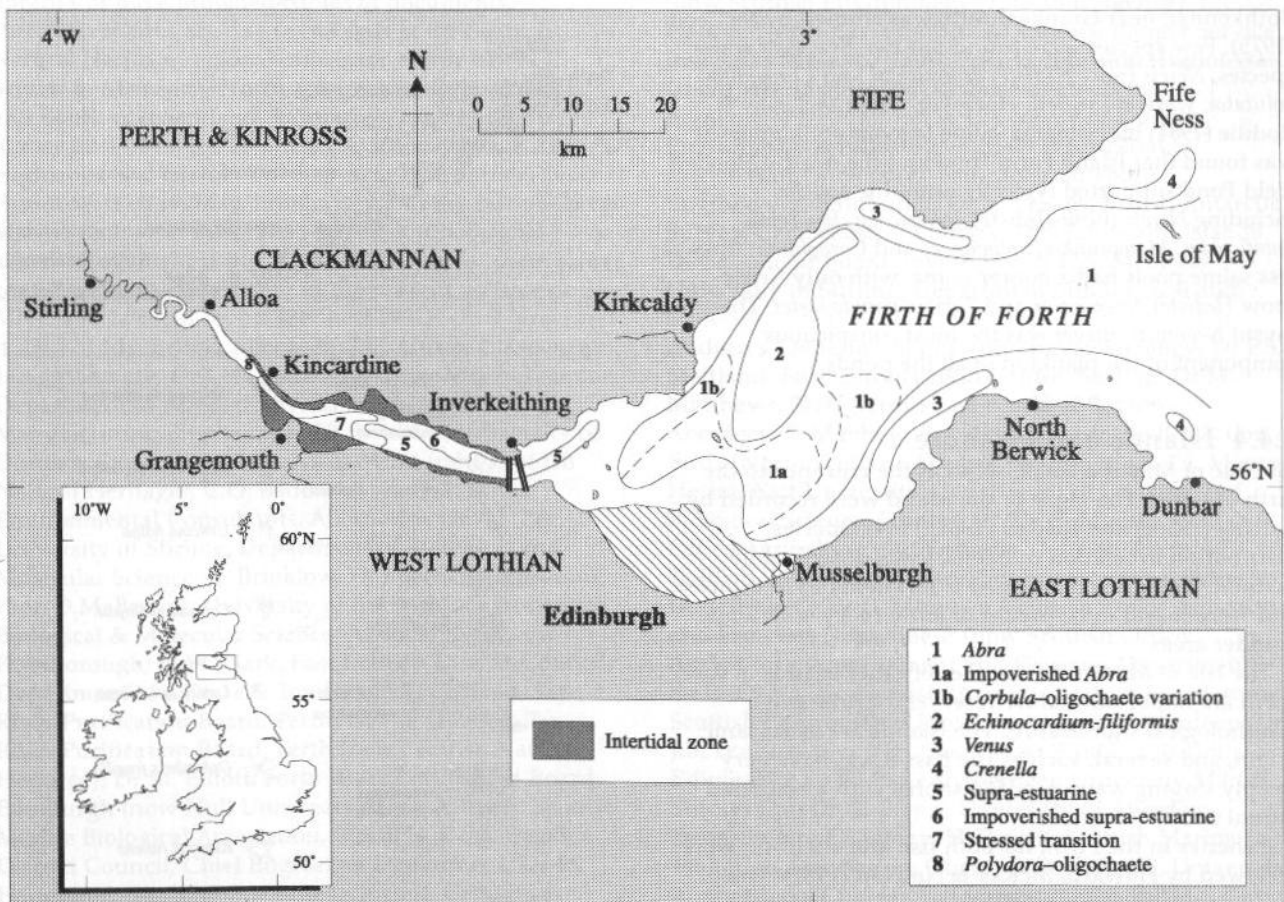 4°W
3°
N
0 5 10 15 20
km
FIFE
Fife
Ness
PERTH & KINROSS
4
3
Isle of May
1
CLACKMANNAN
Stirling
Alloa
Kirkcaldy
FIRTH OF FORTH
8
Kincardine
2
1b
1b
Inverkeithing
3
7
6
5
5
4
Grangemouth
North
Berwick
1a
56°N
Dunbar
10°W 5° 0°
60°N
55
50°
WEST LOTHIAN
Musselburgh
EAST LOTHIAN
Edinburgh
Intertidal zone
1 Abra
1a Impoverished Abra
1b Corbula–oligochaete variation
2 Echinocardium-filiformis
3 Venus
4 Crenella
5 Supra-estuarine
6 Impoverished supra-estuarine
7 Stressed transition
8 Polydora–oligochaete